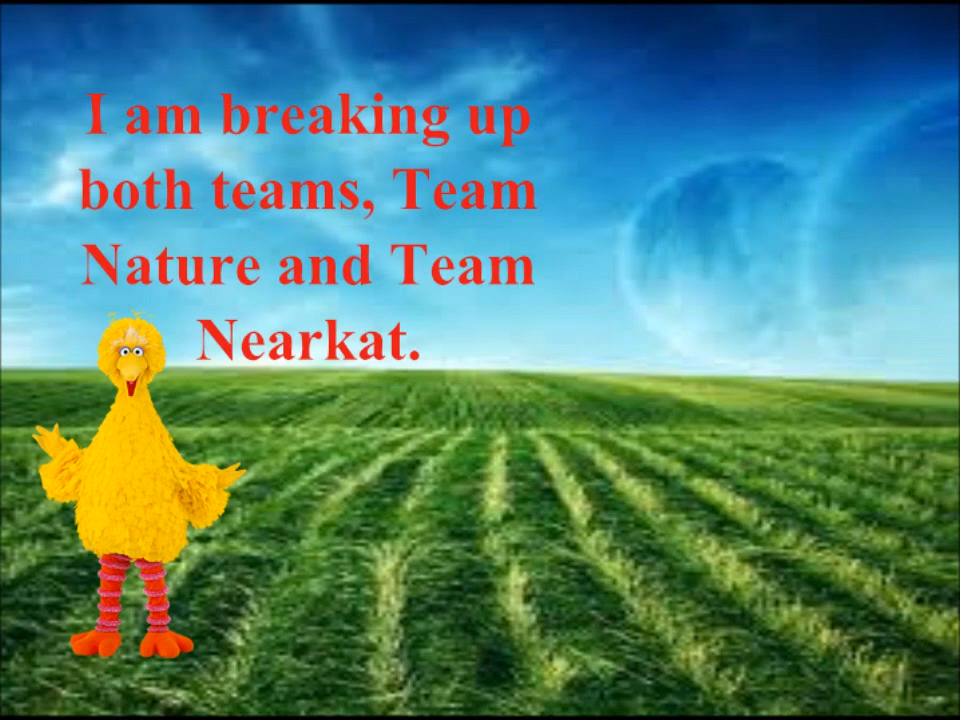 I am breaking up
both teams, Team
Nature and Team
Nearkat.